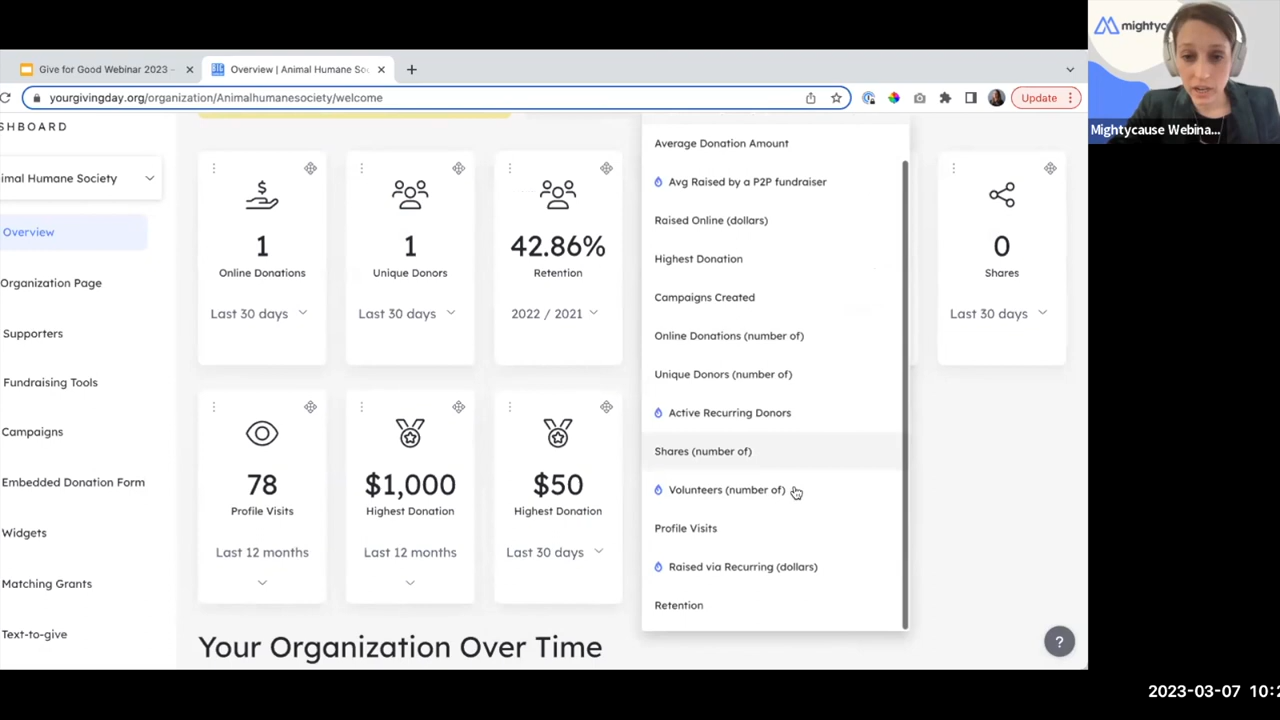 Give for Good Webinar 2023 -
Overview | Animal Humane So
yourgivingday.org/organization/Animalhumanesociety/welcome
Update
mightyc
Mightycause Webina...
SHBOARD
imal Humane Society
Overview
Organization Page
Supporters
Fundraising Tools
Campaigns
Embedded Donation Form
Widgets
Matching Grants
Text-to-give
1
Online Donations
Last 30 days
1
Unique Donors
Last 30 days
42.86%
Retention
2022 / 2021
Average Donation Amount
Avg Raised by a P2P fundraiser
Raised Online (dollars)
Highest Donation
Campaigns Created
Online Donations (number of)
Unique Donors (number of)
Active Recurring Donors
Shares (number of)
Volunteers (number of)
Profile Visits
Raised via Recurring (dollars)
Retention
0
Shares
Last 30 days
78
Profile Visits
Last 12 months
$1,000
Highest Donation
Last 12 months
$50
Highest Donation
Last 30 days
Your Organization Over Time
?
2023-03-07 10:2